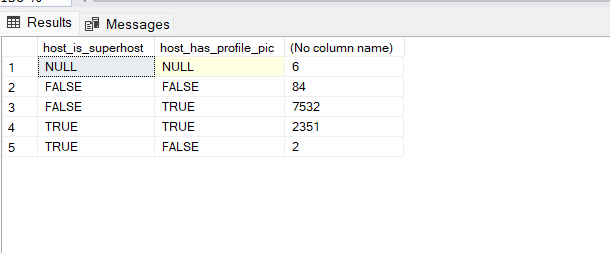 Results Messages
host_is_superhost host_has_profile_pic (No column name)
1 NULL NULL 6
2 FALSE FALSE 84
3 FALSE TRUE 7532
4 TRUE TRUE 2351
5 TRUE FALSE 2